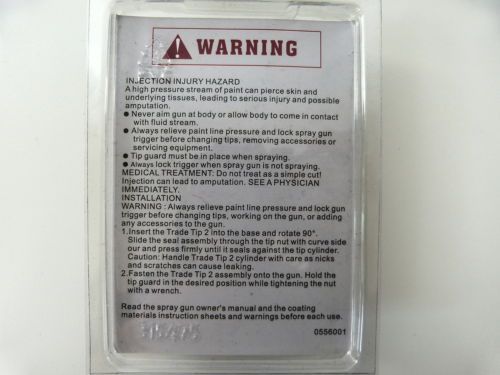 WARNING
INJECTION INJURY HAZARD
A high pressure stream of paint can pierce skin and
underlying tissues, leading to serious injury and possible
amputation.
● Never aim gun at body or allow body to come in contact
with fluid stream.
● Always relieve paint line pressure and lock spray gun
trigger before changing tips, removing accessories or
servicing equipment.
● Tip guard must be in place when spraying.
● Always lock trigger when spray gun is not spraying.
MEDICAL TREATMENT: Do not treat as a simple cut!
Injection can lead to amputation. SEE A PHYSICIAN
IMMEDIATELY.
INSTALLATION
WARNING : Always relieve paint line pressure and lock gun
trigger before changing tips, working on the gun, or adding
any accessories to the gun.
1.Insert the Trade Tip 2 into the base and rotate 90°.
Slide the seal assembly through the tip nut with curve side
our and press firmly until it seals against the tip cylinder.
Caution: Handle Trade Tip 2 cylinder with care as nicks
and scratches can cause leaking.
2.Fasten the Trade Tip 2 assembly onto the gun. Hold the
tip guard in the desired position while tightening the nut
with a wrench.
Read the spray gun owner's manual and the coating
materials instruction sheets and warnings before each use.
0556001